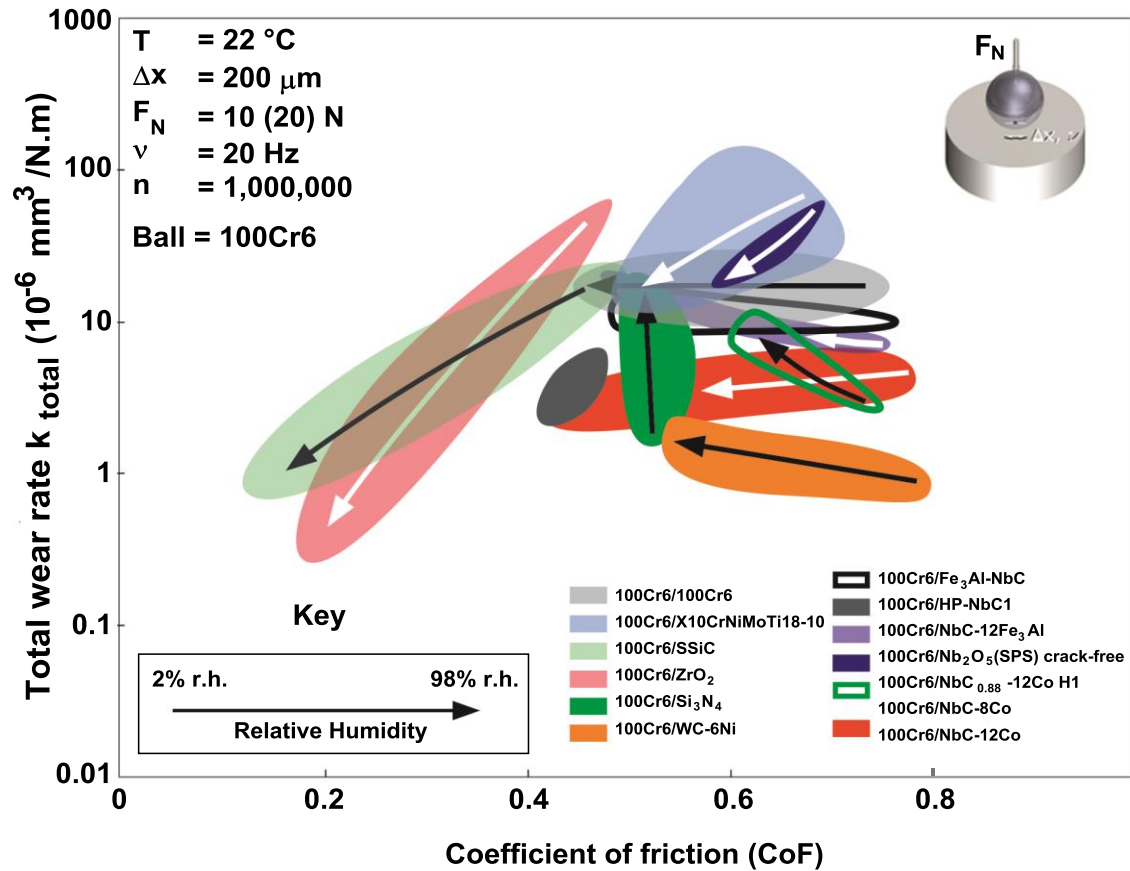 1000
100
10
1
0.1
0.01
Total wear rate k total (10-6 mm3 /N.m)
T = 22 °C
Δx = 200 μm
FN = 10 (20) N
ν = 20 Hz
n = 1,000,000
Ball = 100Cr6
FN
Δx, ν
Key
2% r.h. 98% r.h.
Relative Humidity
100Cr6/100Cr6
100Cr6/X10CrNiMoTi18-10
100Cr6/SSiC
100Cr6/ZrO2
100Cr6/Si3N4
100Cr6/WC-6Ni
100Cr6/Fe3Al-NbC
100Cr6/HP-NbC1
100Cr6/NbC-12Fe3Al
100Cr6/Nb2O5(SPS) crack-free
100Cr6/NbC0.88 -12Co H1
100Cr6/NbC-8Co
100Cr6/NbC-12Co
0 0.2 0.4 0.6 0.8
Coefficient of friction (CoF)